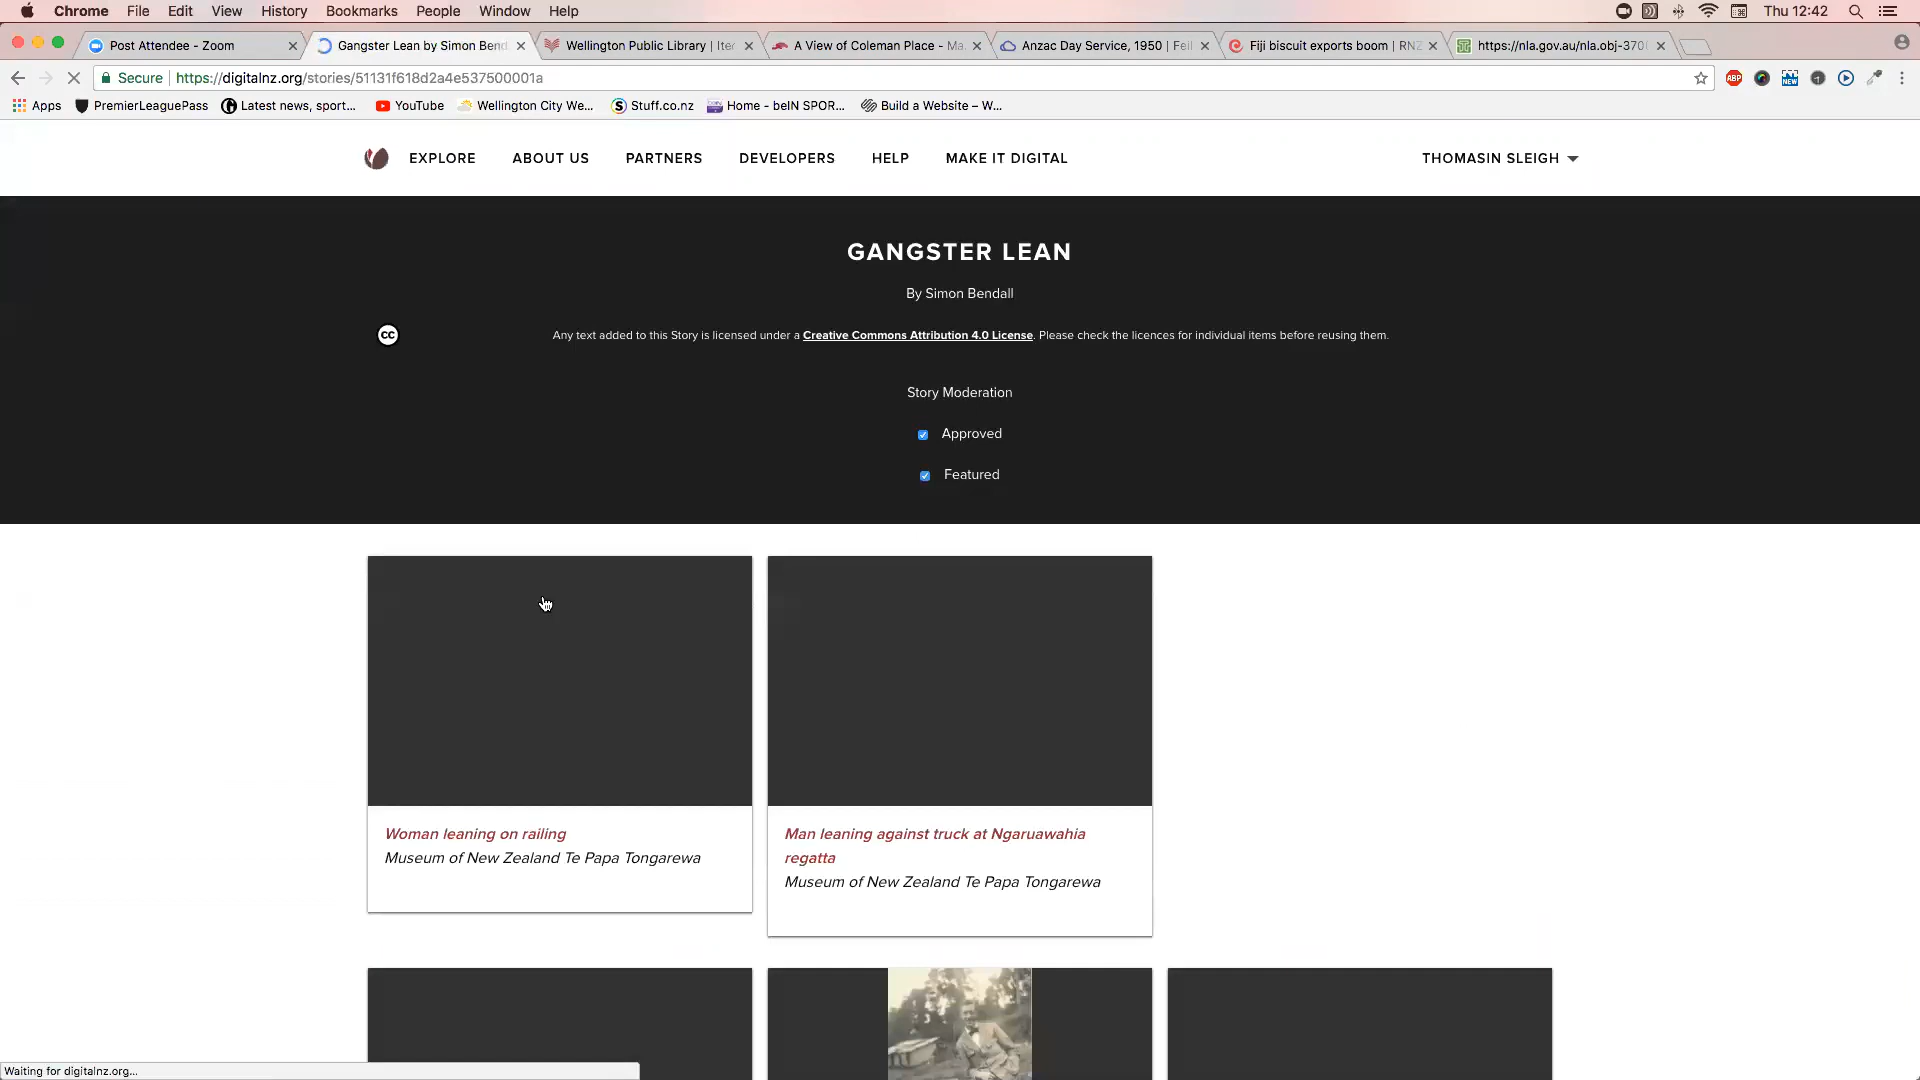 Chrome File Edit View History Bookmarks People Window Help Thu 12:42
Post Attendee - Zoom
Gangster Lean by Simon Bend
Wellington Public Library | Ite
A View of Coleman Place - Ma
Anzac Day Service, 1950 | Fei
Fiji biscuit exports boom | RNZ
https://nla.gov.au/nla.obj-370
Secure https://digitalnz.org/stories/51131f618d2a4e537500001a
ABP
NEW
Apps PremierLeaguePass Latest news, sport... YouTube Wellington City We... Stuff.co.nz Home - beIN SPOR... Build a Website – W...
EXPLORE ABOUT US PARTNERS DEVELOPERS HELP MAKE IT DIGITAL THOMASIN SLEIGH
GANGSTER LEAN
By Simon Bendall
cc Any text added to this Story is licensed under a Creative Commons Attribution 4.0 License. Please check the licences for individual items before reusing them.
Story Moderation
Approved
Featured
Woman leaning on railing
Museum of New Zealand Te Papa Tongarewa
Man leaning against truck at Ngaruawahia
regatta
Museum of New Zealand Te Papa Tongarewa
Waiting for digitalnz.org...